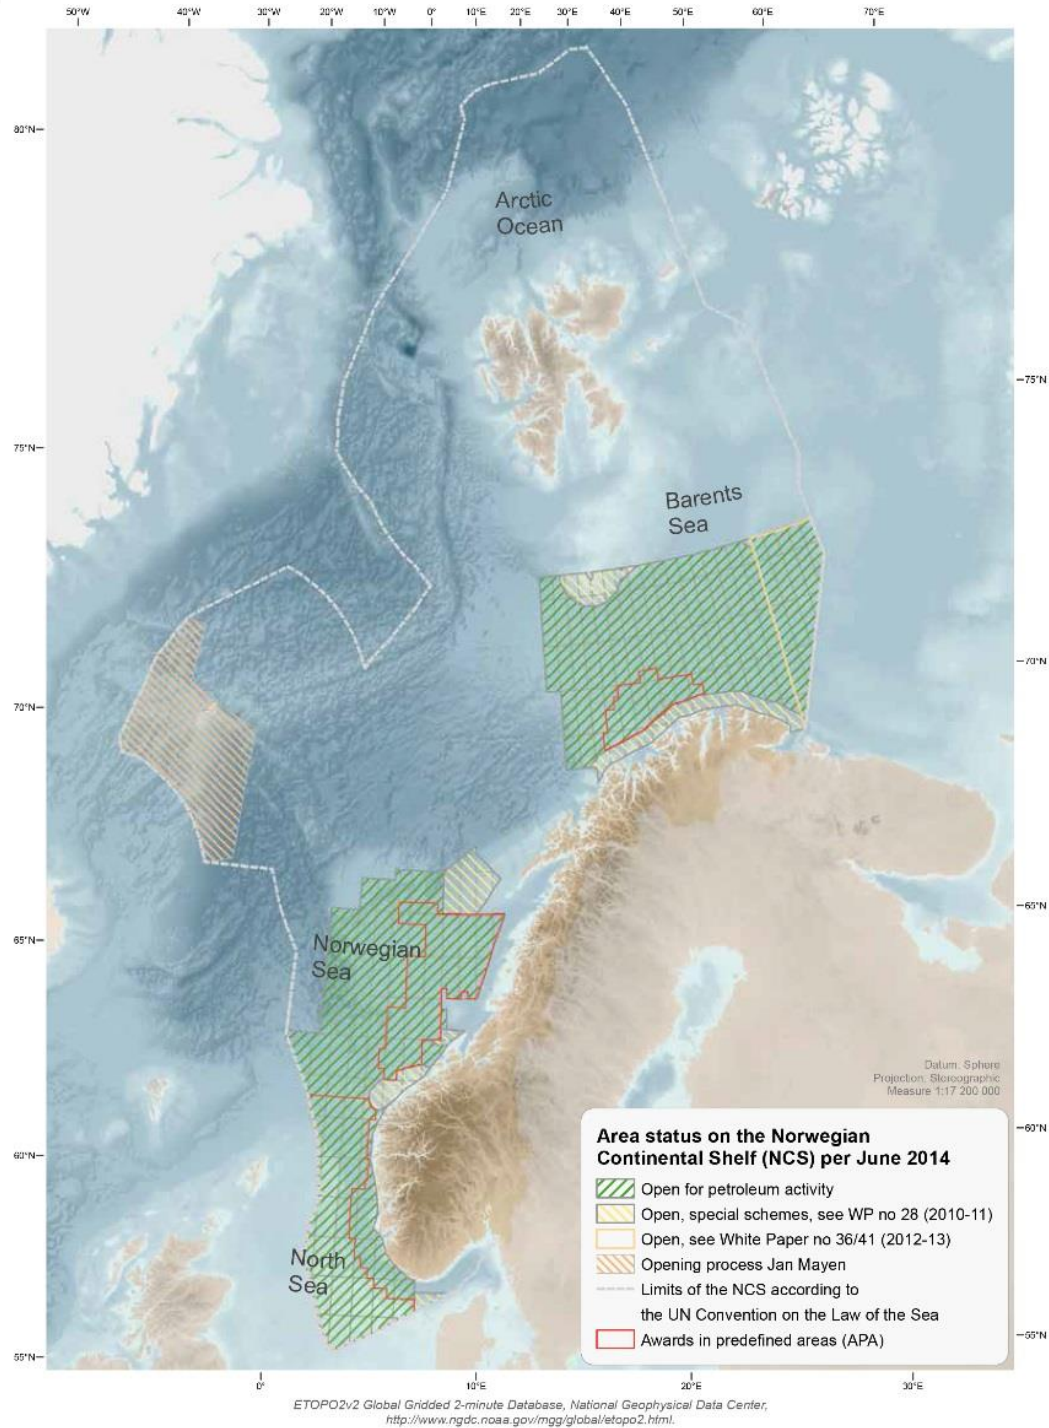 50°W 40°W 30°W 20°W 10°W 0° 10°E 20°E 30°E 40°E 50°E 60°E 70°E
80°N
Arctic
Ocean
75°N
75°N
Barents
Sea
70°N
70°N
65°N
65°N
Norwegian
Sea
Datum: Sphere
Projection: Stereographic
Measure 1:17 200 000
Area status on the Norwegian
Continental Shelf (NCS) per June 2014
60°N
60°N
Open for petroleum activity
Open, special schemes, see WP no 28 (2010-11)
Open, see White Paper no 36/41 (2012-13)
Opening process Jan Mayen
Limits of the NCS according to
the UN Convention on the Law of the Sea
Awards in predefined areas (APA)
North
Sea
55°N
55°N
0° 10°E 20°E 30°E
ETOPO2v2 Global Gridded 2-minute Database, National Geophysical Data Center,
http://www.ngdc.noaa.gov/mgg/global/etopo2.html.